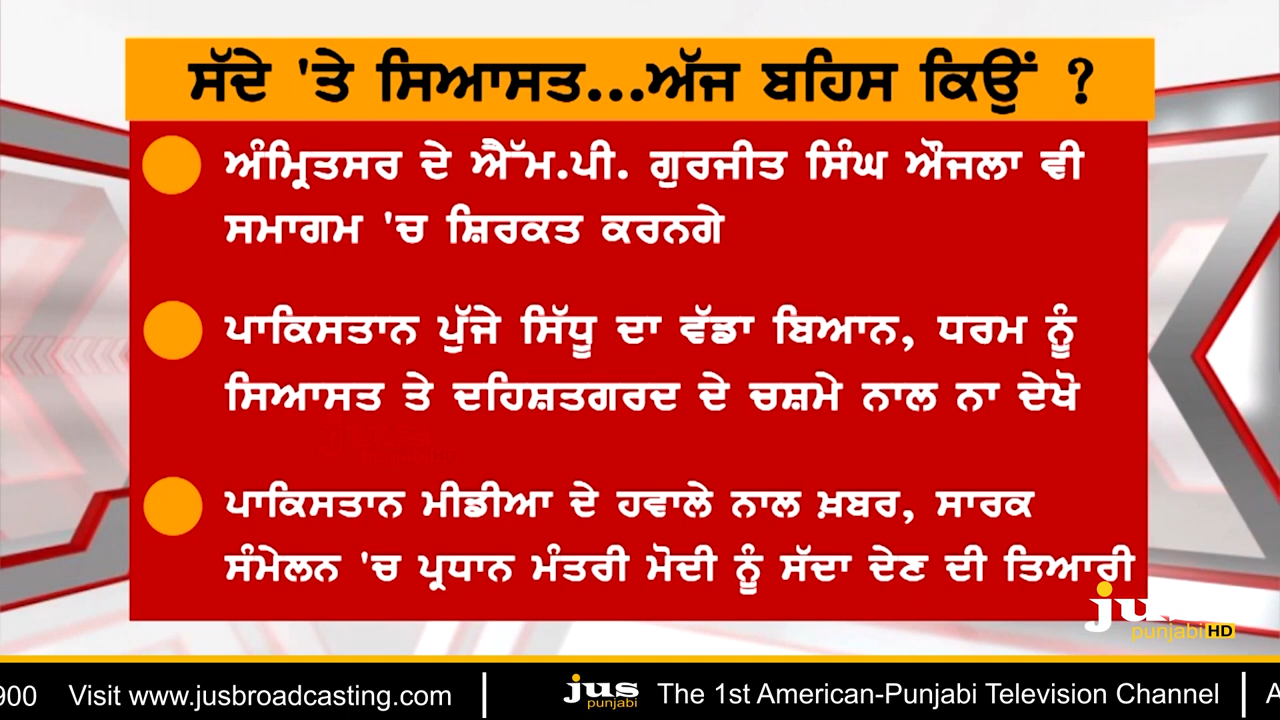 ਸੱਦੇ 'ਤੇ ਸਿਆਸਤ...ਅੱਜ ਬਹਿਸ ਕਿਉਂ ?
ਅੰਮ੍ਰਿਤਸਰ ਦੇ ਐੱਮ.ਪੀ. ਗੁਰਜੀਤ ਸਿੰਘ ਔਜਲਾ ਵੀ
ਸਮਾਗਮ 'ਚ ਸ਼ਿਰਕਤ ਕਰਨਗੇ
ਪਾਕਿਸਤਾਨ ਪੁੱਜੇ ਸਿੱਧੂ ਦਾ ਵੱਡਾ ਬਿਆਨ, ਧਰਮ ਨੂੰ
ਸਿਆਸਤ ਤੇ ਦਹਿਸ਼ਤਗਰਦ ਦੇ ਚਸ਼ਮੇ ਨਾਲ ਨਾ ਦੇਖੋ
ਪਾਕਿਸਤਾਨ ਮੀਡੀਆ ਦੇ ਹਵਾਲੇ ਨਾਲ ਖ਼ਬਰ, ਸਾਰਕ
ਸੰਮੇਲਨ 'ਚ ਪ੍ਰਧਾਨ ਮੰਤਰੀ ਮੋਦੀ ਨੂੰ ਸੱਦਾ ਦੇਣ ਦੀ ਤਿਆਰੀ
jus
punjabi HD
900 Visit www.jusbroadcasting.com | jus punjabi The 1st American-Punjabi Television Channel | A